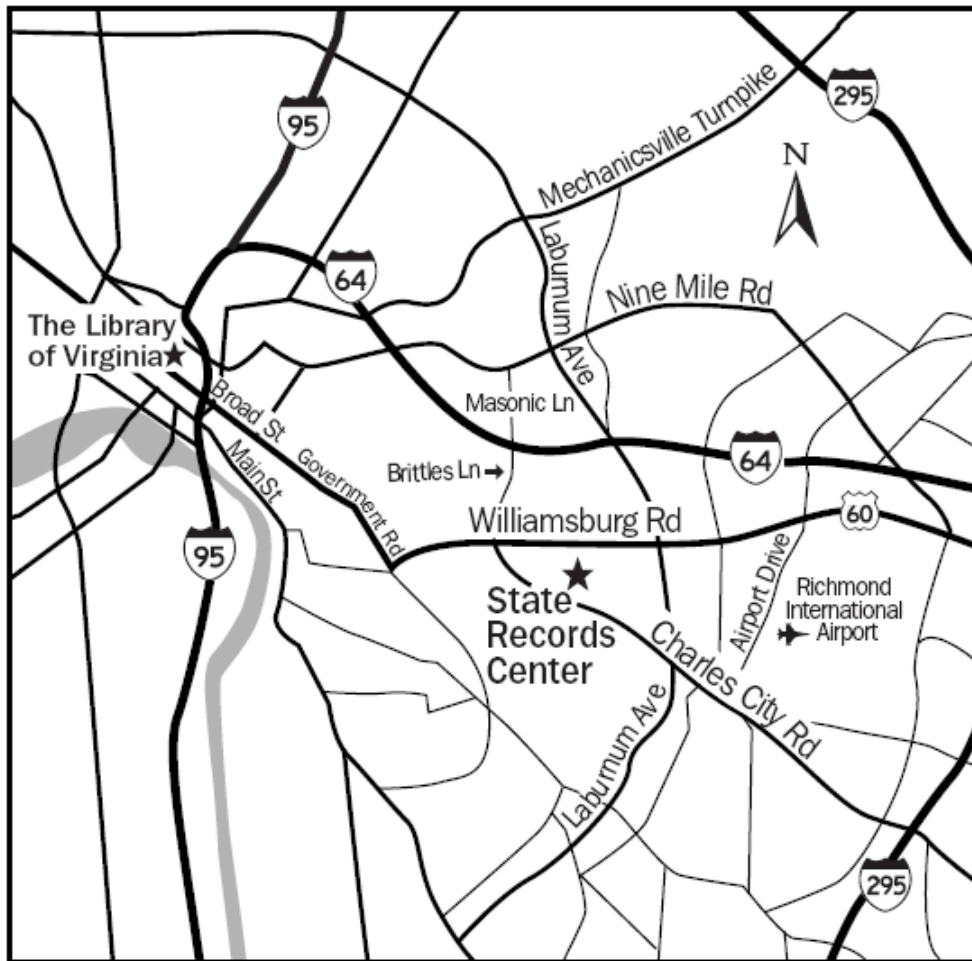 295
95
Mechanicsville Turnpike
N
Laburnum Ave
64
Nine Mile Rd
The Library
of Virginia
Broad St
Masonic Ln
Main St
Government Rd
Brittles Ln
64
Williamsburg Rd
60
95
State
Records
Center
Airport Drive
Richmond
International
Airport
Charles City Rd
Laburnum Ave
295